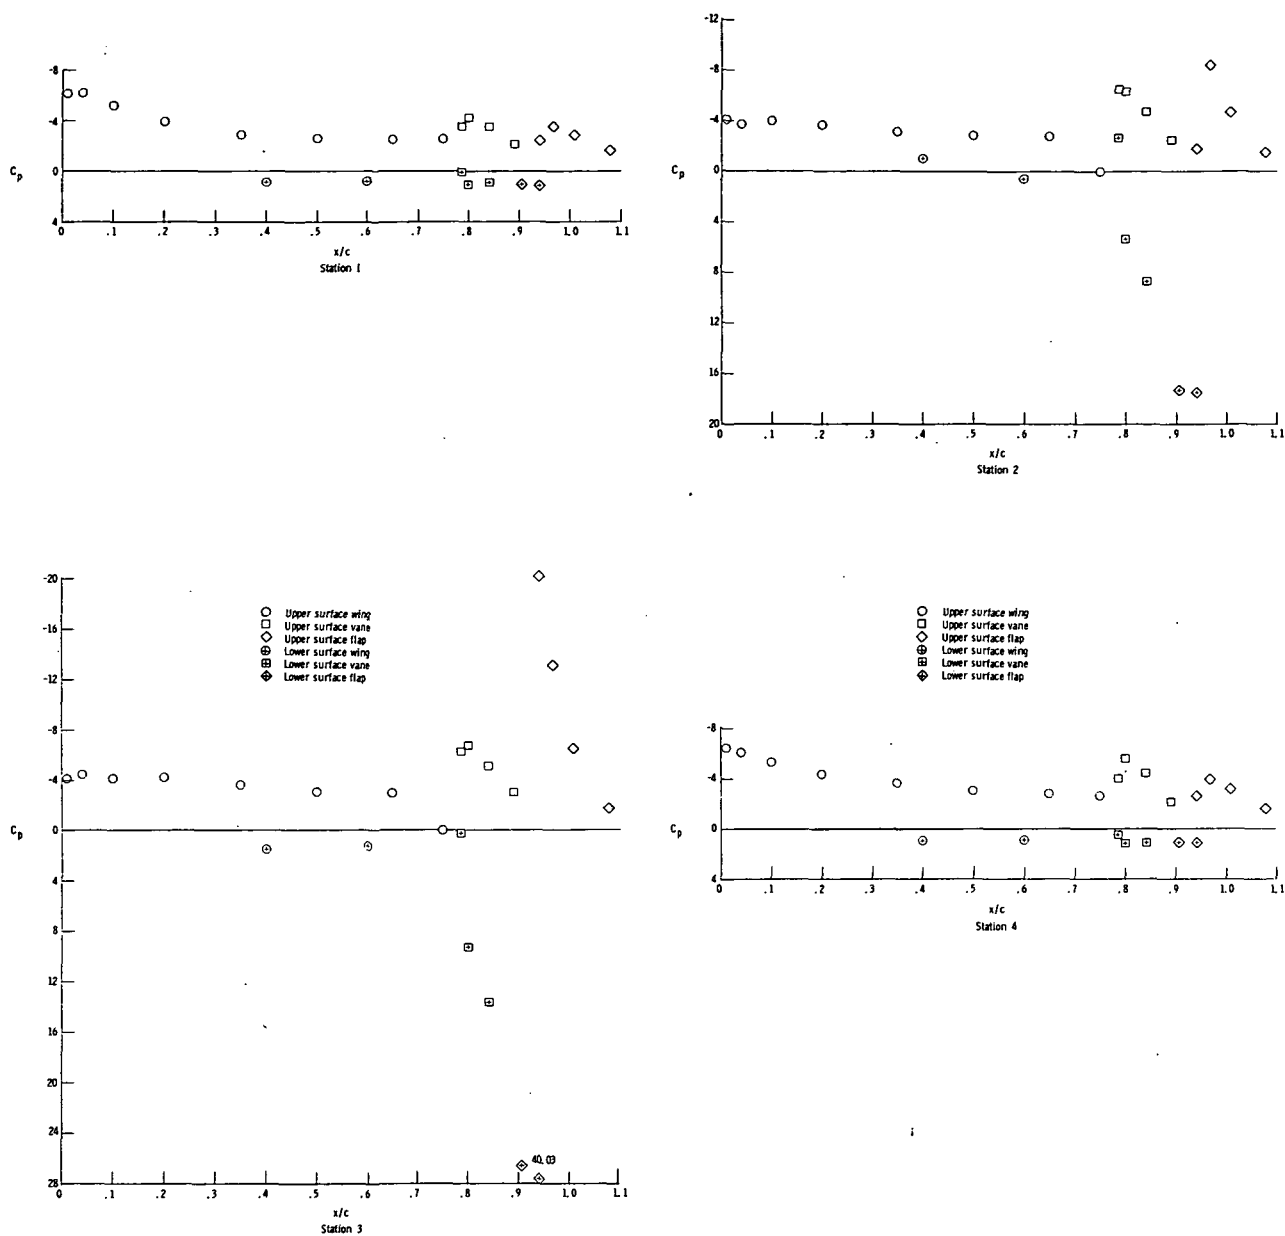 -8
-4
C_p 0
4
0 .1 .2 .3 .4 .5 .6 .7 .8 .9 1.0 1.1
x/c
Station 1
-12
-8
-4
C_p 0
4
8
12
16
20
0 .1 .2 .3 .4 .5 .6 .7 .8 .9 1.0 1.1
x/c
Station 2
-20
-16
-12
-8
-4
C_p 0
4
8
12
16
20
24
28
Upper surface wing
Upper surface vane
Upper surface flap
Lower surface wing
Lower surface vane
Lower surface flap
40.03
0 .1 .2 .3 .4 .5 .6 .7 .8 .9 1.0 1.1
x/c
Station 3
Upper surface wing
Upper surface vane
Upper surface flap
Lower surface wing
Lower surface vane
Lower surface flap
-8
-4
C_p 0
4
0 .1 .2 .3 .4 .5 .6 .7 .8 .9 1.0 1.1
x/c
Station 4